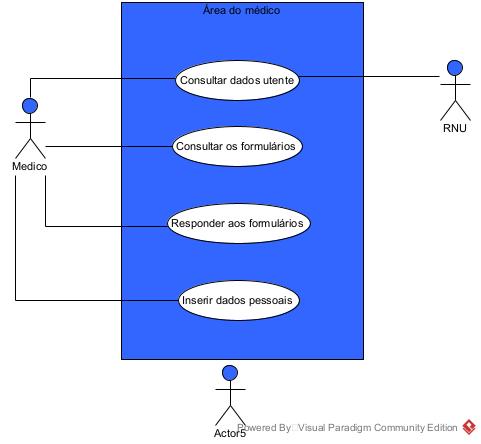 Área do médico
Consultar dados utente
RNU
Consultar os formulários
Medico
Responder aos formulários
Inserir dados pessoais
Actor5
Powered By: Visual Paradigm Community Edition